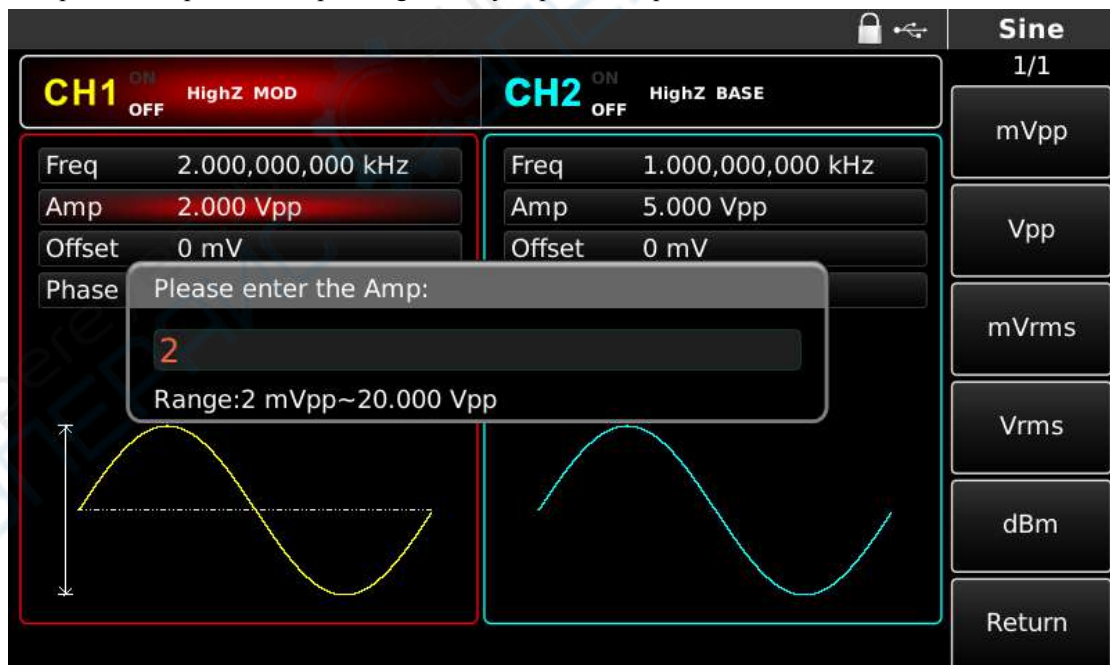 Sine
1/1
CH1 ON OFF HighZ MOD
CH2 ON OFF HighZ BASE
mVpp
Freq 2.000,000,000 kHz
Freq 1.000,000,000 kHz
Amp 2.000 Vpp
Amp 5.000 Vpp
Vpp
Offset 0 mV
Offset 0 mV
Phase
Please enter the Amp:
2
Range:2 mVpp~20.000 Vpp
mVrms
Vrms
dBm
Return